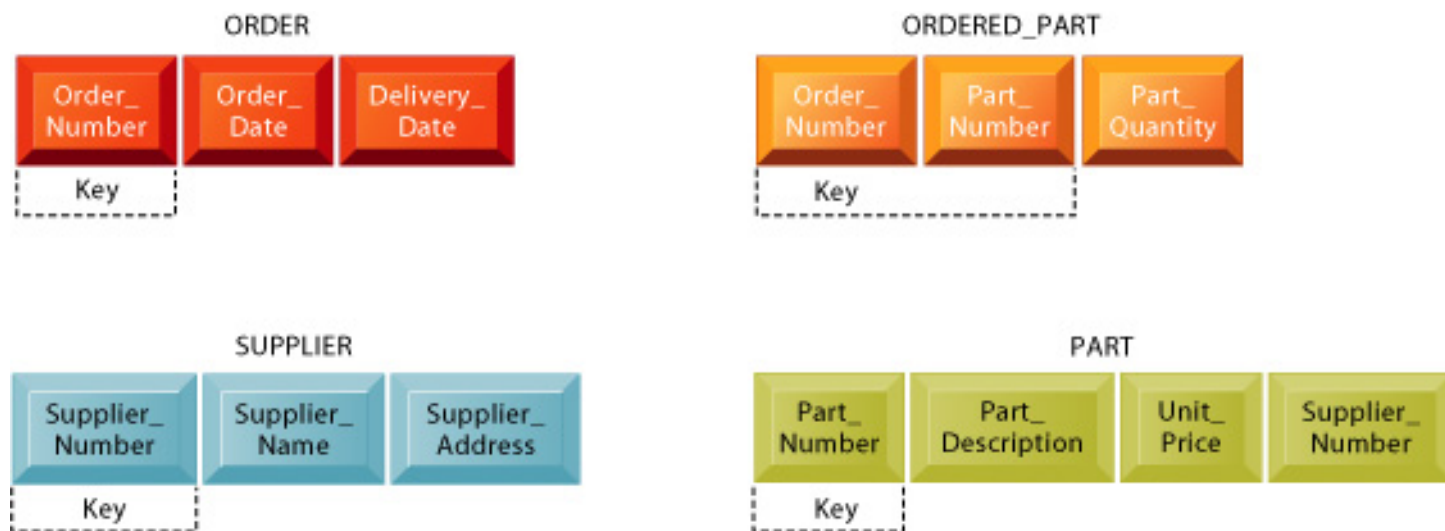 ORDER
Order_
Number
Order_
Date
Delivery_
Date
Key
ORDERED_PART
Order_
Number
Part_
Number
Part_
Quantity
Key
SUPPLIER
Supplier_
Number
Supplier_
Name
Supplier_
Address
Key
PART
Part_
Number
Part_
Description
Unit_
Price
Supplier_
Number
Key